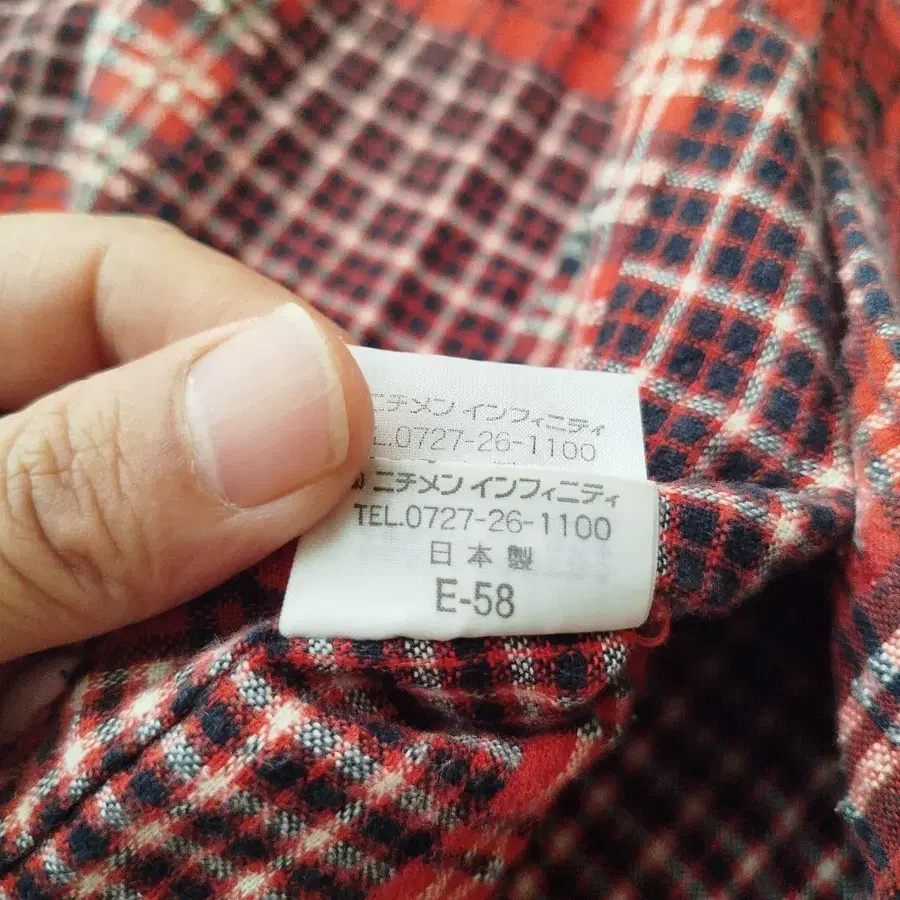 ニチメン インフィニティ
L.0727-26-1100
ニチメン インフィニティ
TEL.0727-26-1100
日本製
E-58